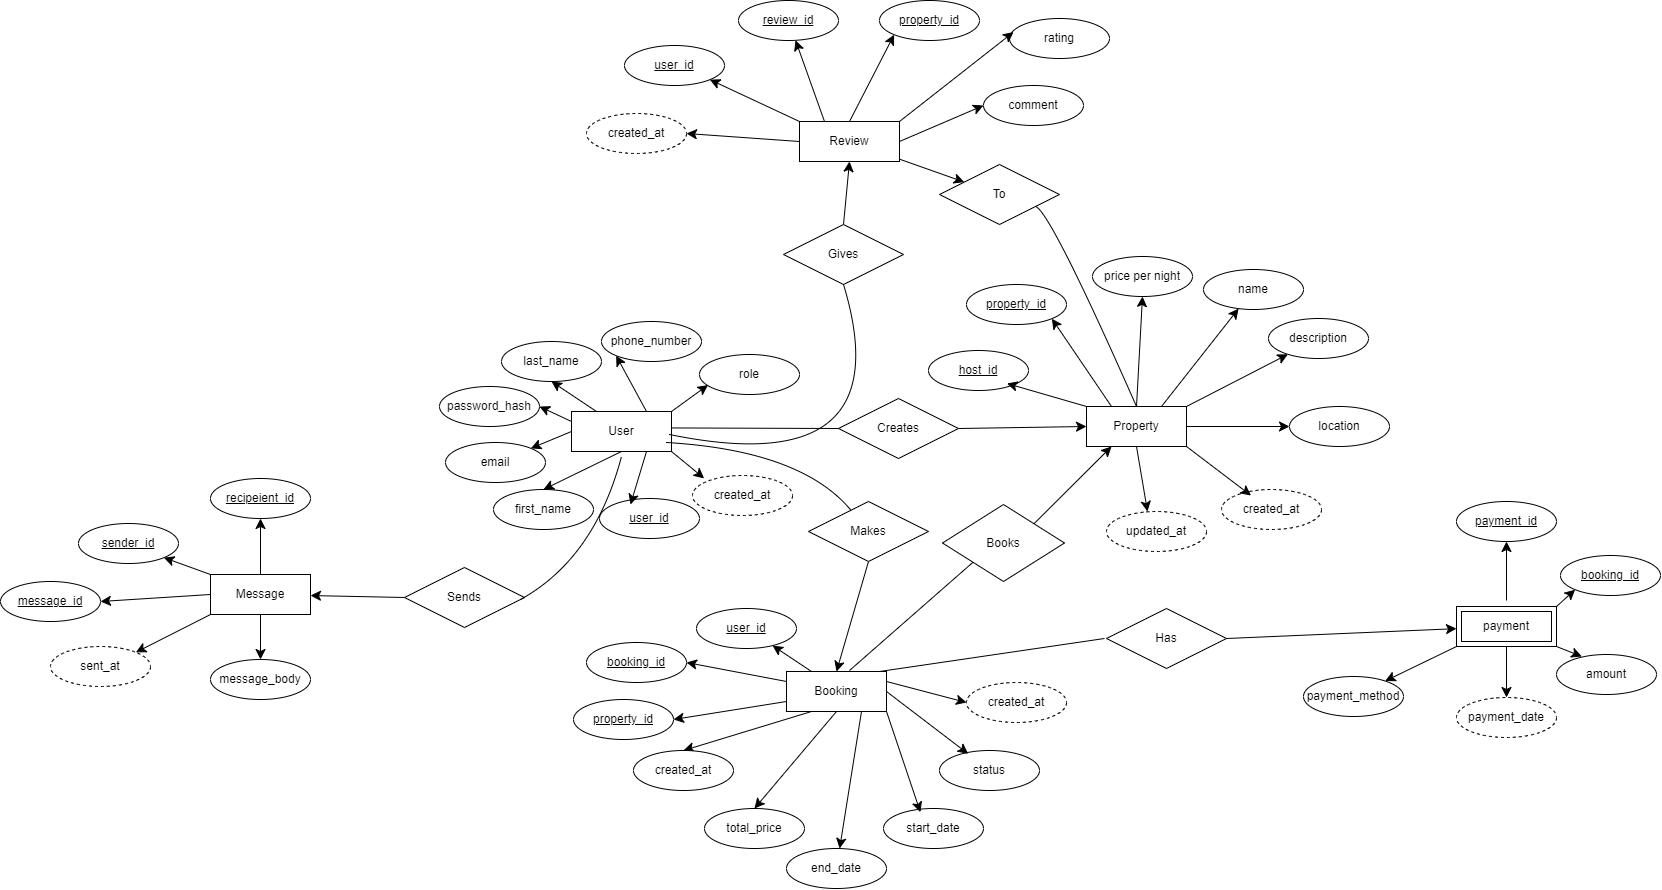 review_id
property_id
rating
user_id
comment
created_at
Review
To
Gives
price per night
name
property_id
description
host_id
phone_number
last_name
role
password_hash
User
Creates
Property
location
email
first_name
user_id
created_at
updated_at
created_at
recipeient_id
sender_id
message_id
Message
sent_at
message_body
Sends
Makes
Books
payment_id
booking_id
payment
Has
amount
payment_method
payment_date
user_id
booking_id
Booking
created_at
property_id
created_at
status
total_price
start_date
end_date